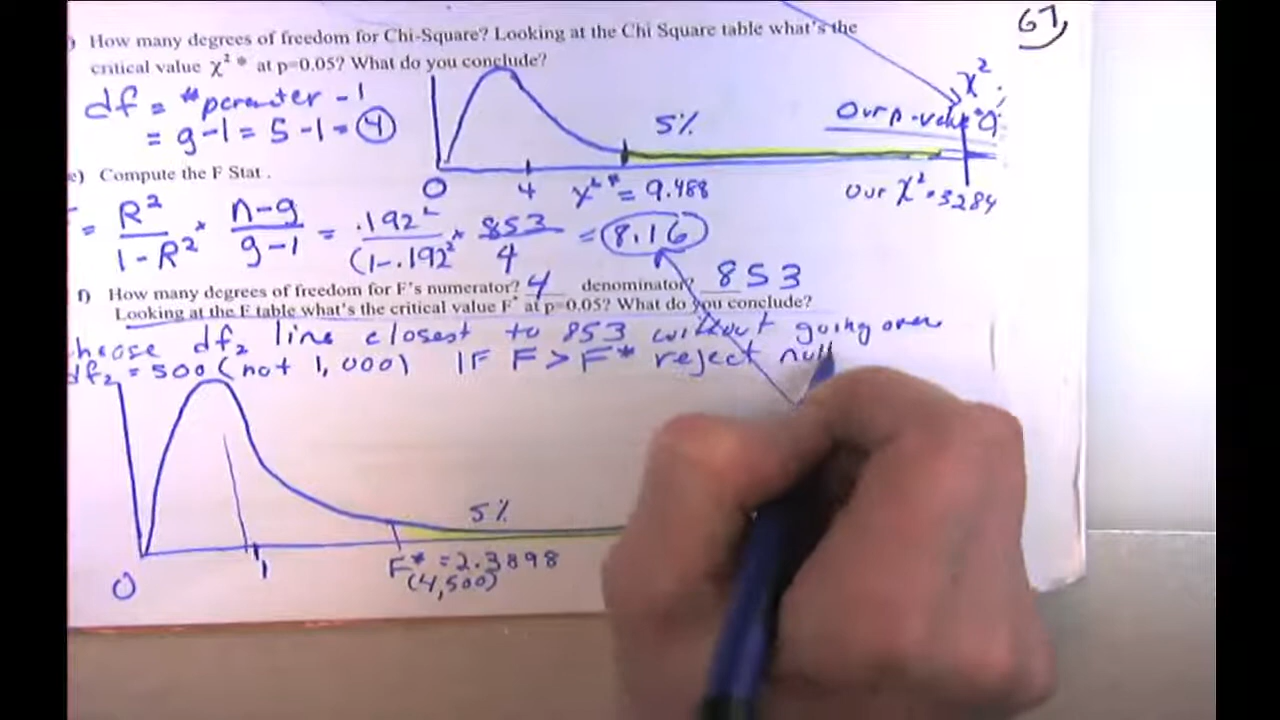 67,
) How many degrees of freedom for Chi-Square? Looking at the Chi Square table what's the
critical value χ² * at p=0.05? What do you conclude?
df = #perameter -1
= g-1 = 5-1 = 4
5%
χ²
Our p-value
0 4 χ²* = 9.488
Our χ² = 3284
e) Compute the F Stat .
= R² / 1-R² * n-g / g-1 = .192² / (1-.192² * 853 / 4 = 8.16
f) How many degrees of freedom for F's numerator? 4 denominator? 853
Looking at the F table what's the critical value F* at p=0.05? What do you conclude?
hoose df₂ line closest to 853 without going over
df₂ = 500 (not 1,000) IF F > F* reject null
5%
0 1 F* = 2.3898
(4,500)